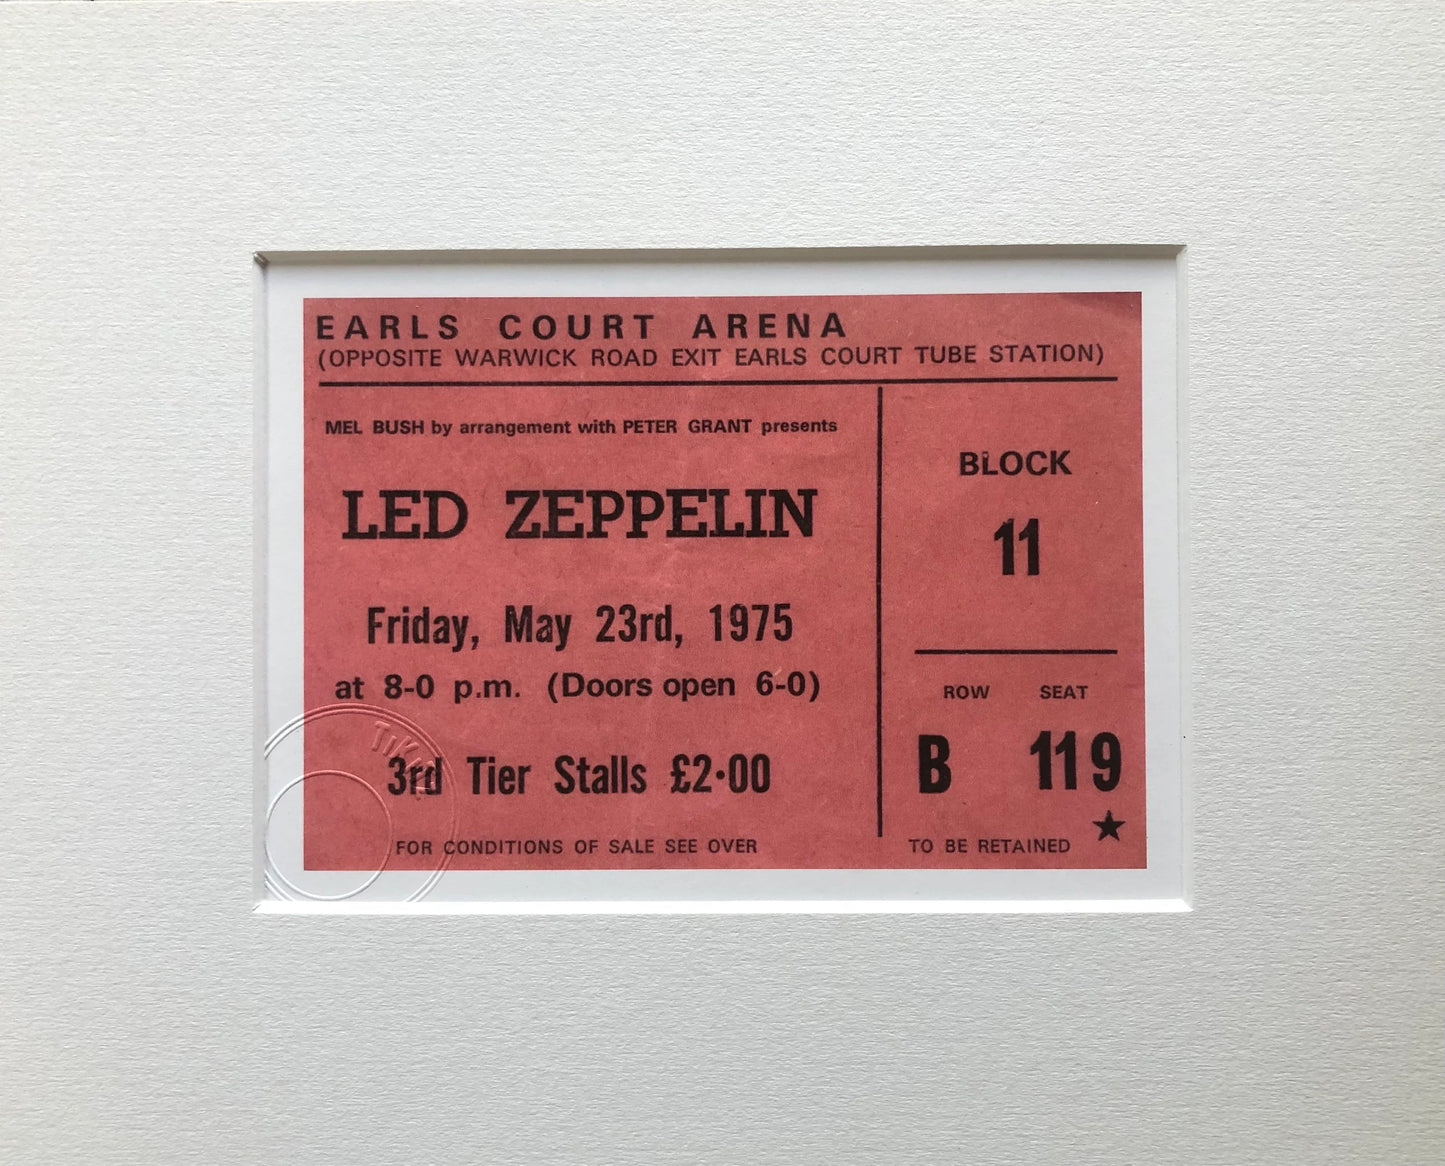 EARLS COURT ARENA
(OPPOSITE WARWICK ROAD EXIT EARLS COURT TUBE STATION)
MEL BUSH by arrangement with PETER GRANT presents
LED ZEPPELIN
Friday, May 23rd, 1975
at 8-0 p.m. (Doors open 6-0)
3rd Tier Stalls £2·00
FOR CONDITIONS OF SALE SEE OVER
BLOCK
11
ROW SEAT
B 119
TO BE RETAINED ★